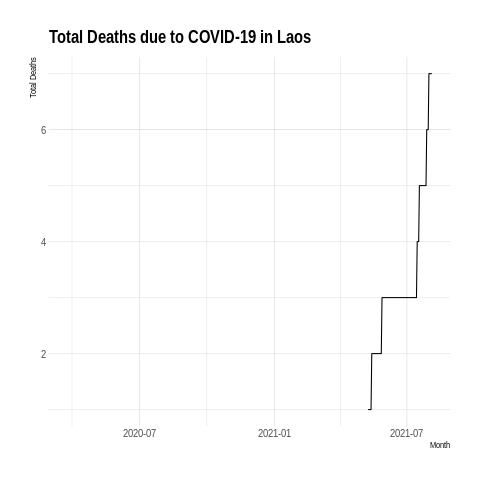 Total Deaths due to COVID-19 in Laos
Total Deaths
6
4
2
2020-07
2021-01
2021-07
Month